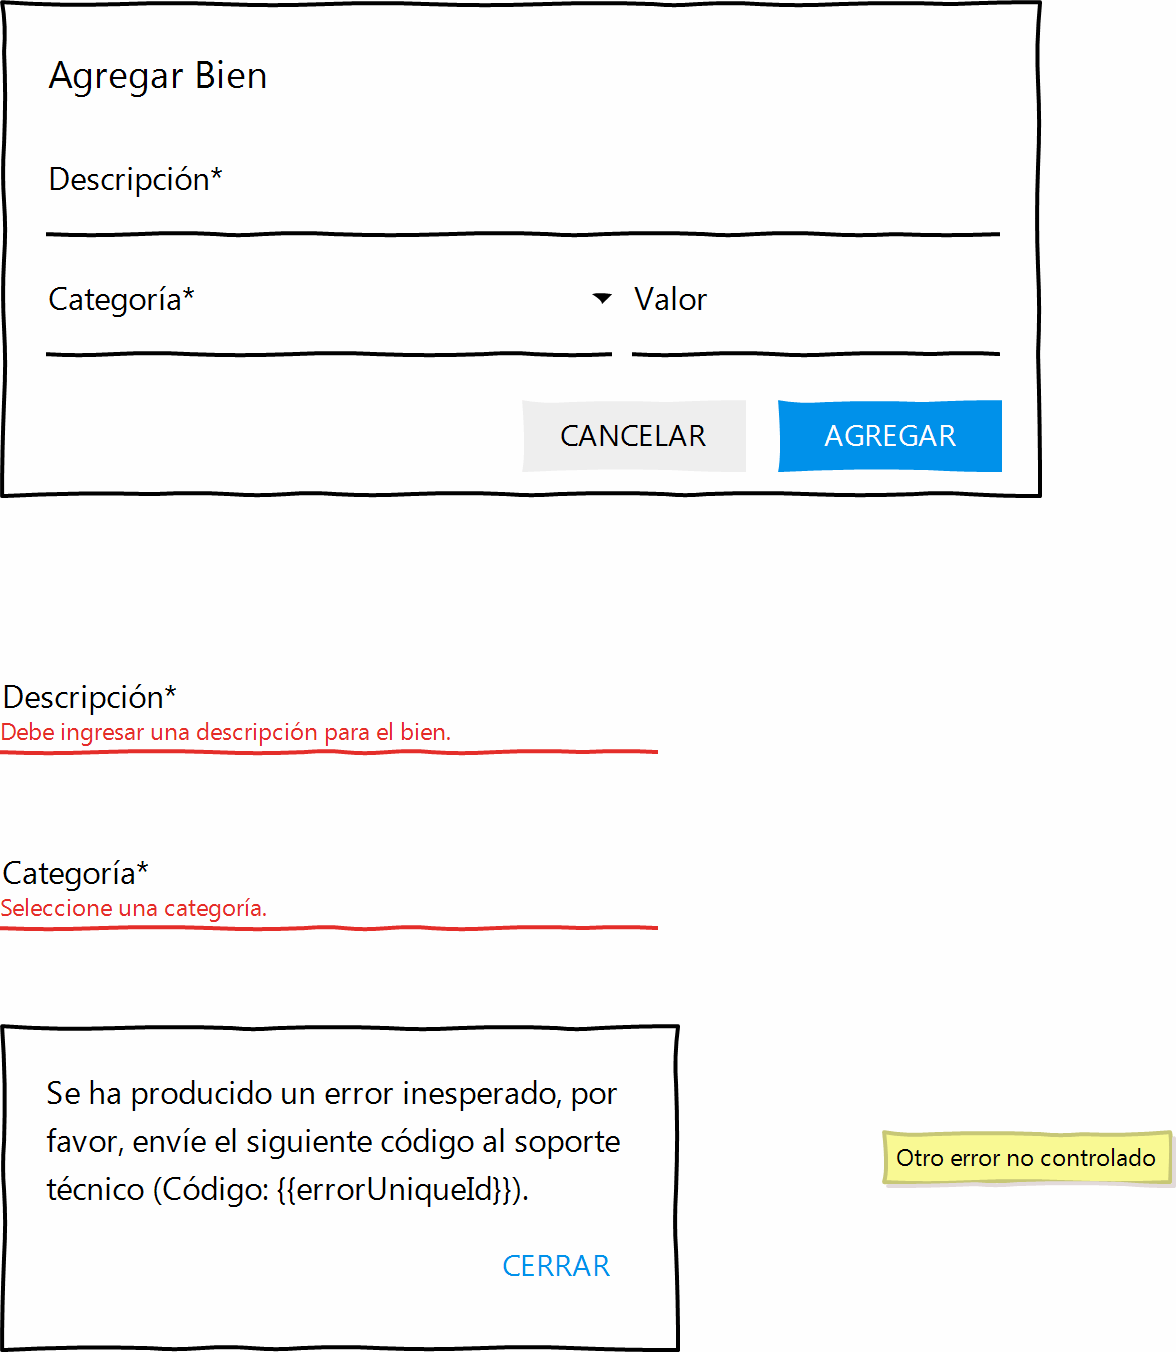 Agregar Bien
Descripción*
Categoría*
Valor
CANCELAR
AGREGAR
Descripción*
Debe ingresar una descripción para el bien.
Categoría*
Seleccione una categoría.
Se ha producido un error inesperado, por
favor, envíe el siguiente código al soporte
técnico (Código: {{errorUniqueId}}).
CERRAR
Otro error no controlado